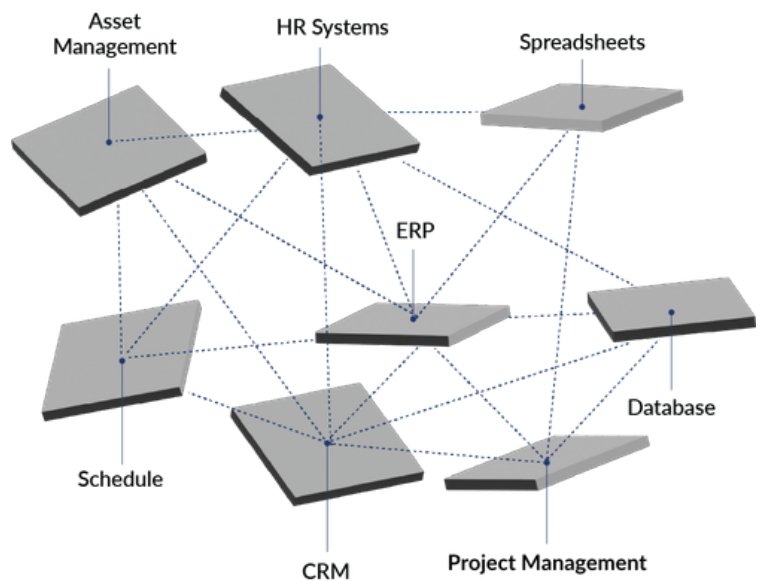 Asset
Management
HR Systems
Spreadsheets
ERP
Database
Schedule
CRM
Project Management